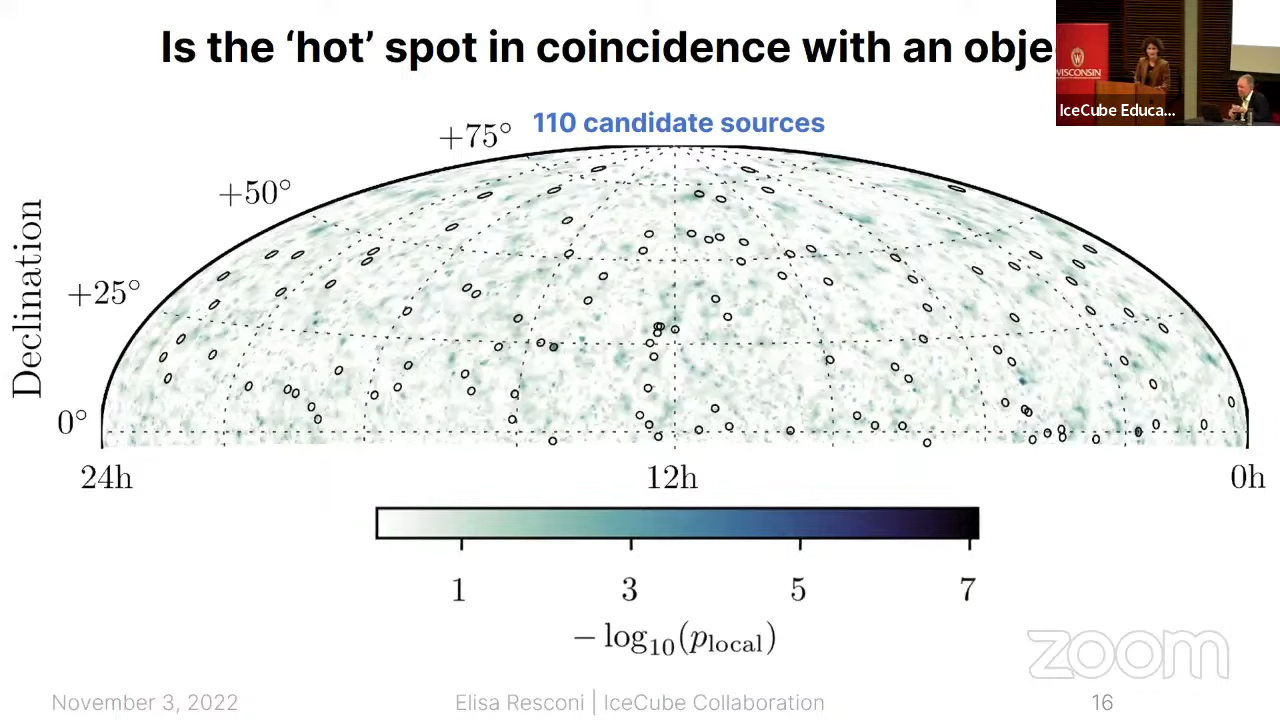 Is the ‘hot’ spot in coincidence with an obje
W
WISCONSIN
IceCube Educa...
110 candidate sources
+75°
+50°
+25°
0°
Declination
24h
12h
0h
1
3
5
7
− log10(plocal)
zoom
November 3, 2022
Elisa Resconi | IceCube Collaboration
16